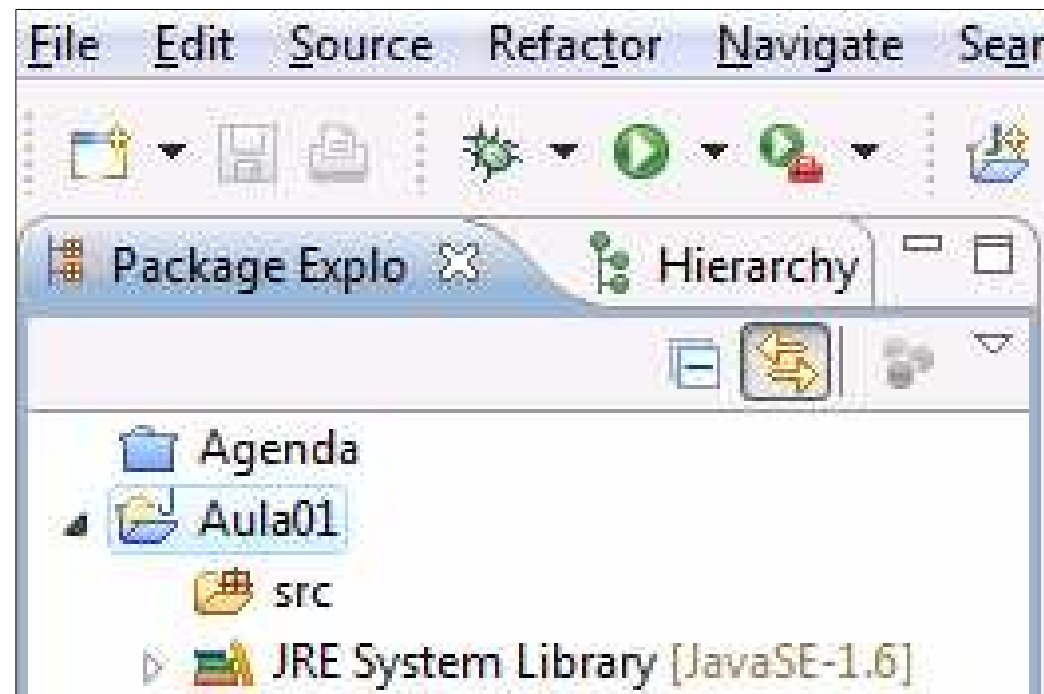 File Edit Source Refactor Navigate Sear
Package Explo Hierarchy
Agenda
Aula01
src
JRE System Library [JavaSE-1.6]